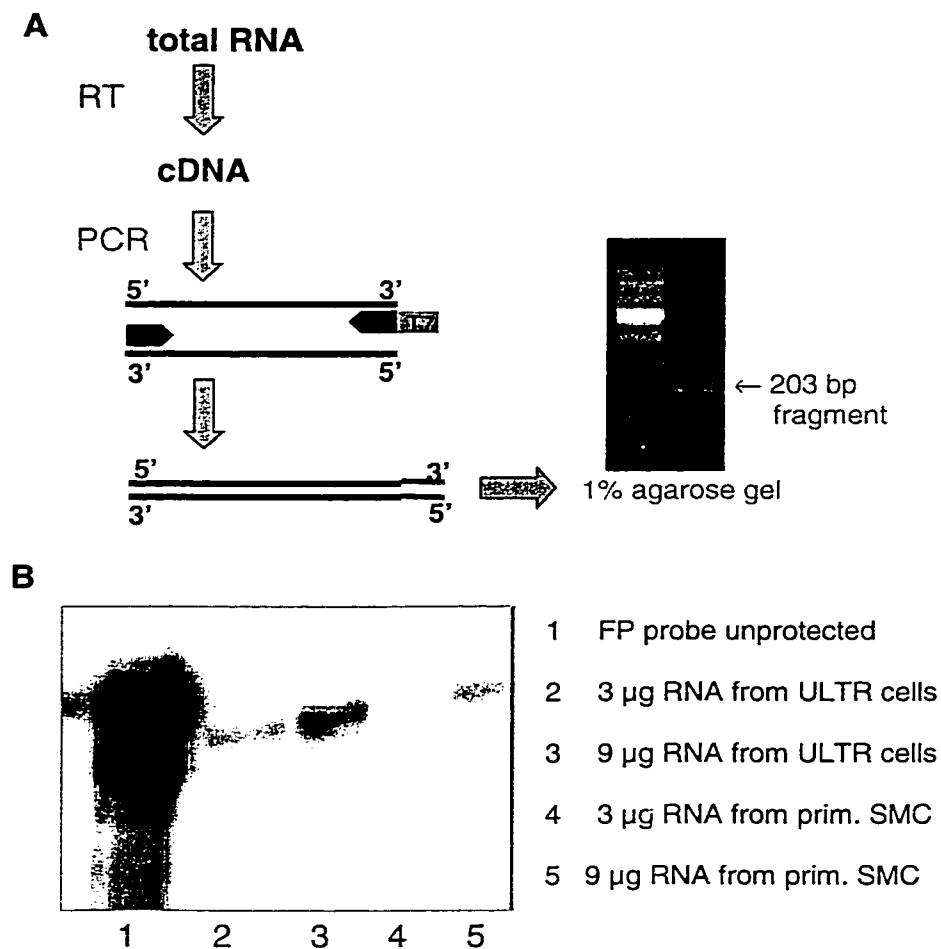 A
total RNA
RT
cDNA
PCR
5' 3'
T-7
3' 5'
← 203 bp
fragment
5' 3'
3' 5'
1% agarose gel
B
1 FP probe unprotected
2 3 µg RNA from ULTR cells
3 9 µg RNA from ULTR cells
4 3 µg RNA from prim. SMC
5 9 µg RNA from prim. SMC
1 2 3 4 5